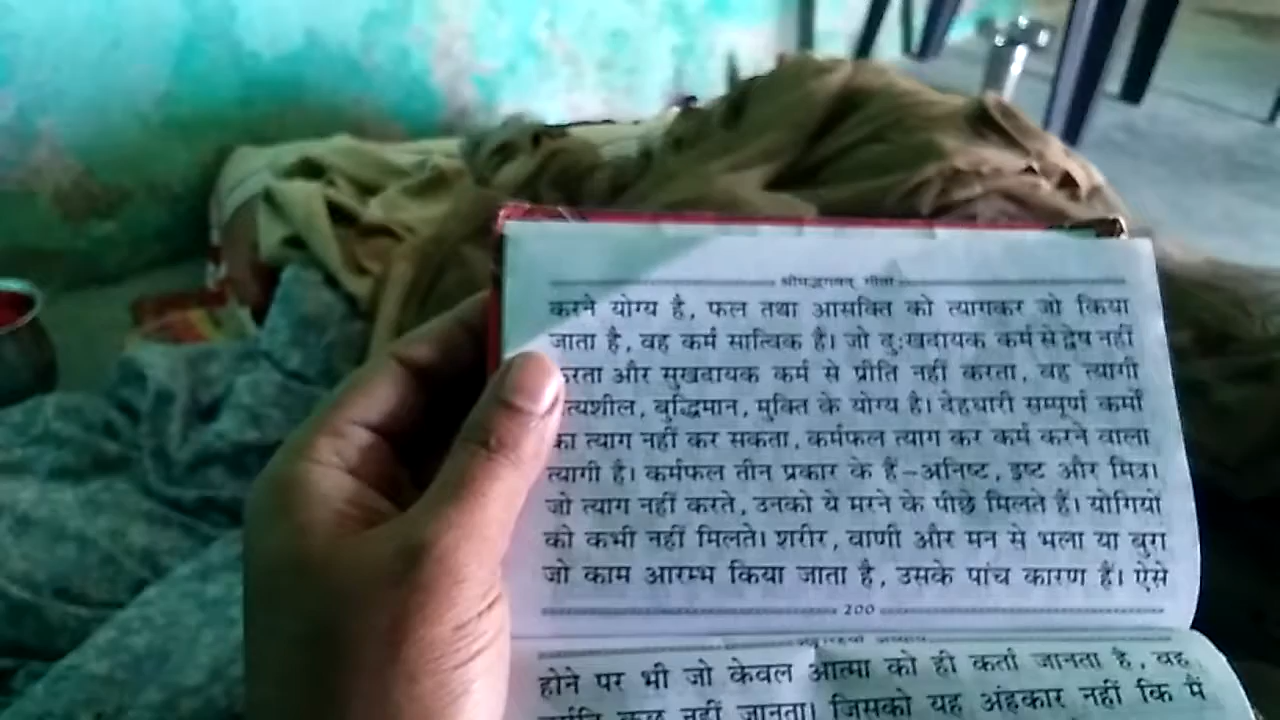 श्रीमद्भगवत् गीता
करने योग्य है, फल तथा आसक्ति को त्यागकर जो किया
जाता है, वह कर्म सात्विक है। जो दु:खदायक कर्म से द्वेष नहीं
करता और सुखदायक कर्म से प्रीति नहीं करता, वह त्यागी
त्यशील, बुद्धिमान, मुक्ति के योग्य है। देहधारी सम्पूर्ण कर्मों
का त्याग नहीं कर सकता, कर्मफल त्याग कर कर्म करने वाला
त्यागी है। कर्मफल तीन प्रकार के हैं–अनिष्ट, इष्ट और मित्र।
जो त्याग नहीं करते, उनको ये मरने के पीछे मिलते हैं। योगियों
को कभी नहीं मिलते। शरीर, वाणी और मन से भला या बुरा
जो काम आरम्भ किया जाता है, उसके पांच कारण हैं। ऐसे
200
होने पर भी जो केवल आत्मा को ही कर्ता जानता है, वह
कुछ नहीं जानता। जिसको यह अंहकार नहीं कि मैं